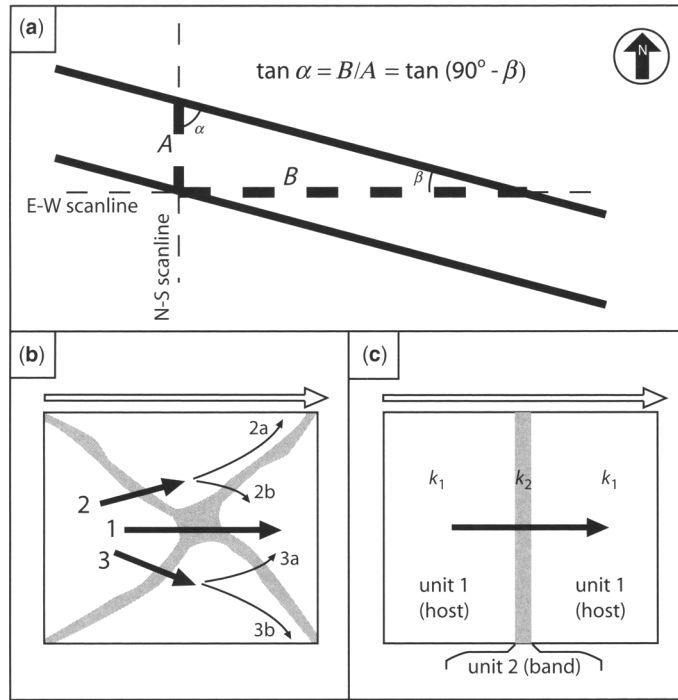 (a)
tan α = B/A = tan (90° - β)
N
α
A
B
β
E-W scanline
N-S scanline
(b)
2a
2b
2
1
3
3a
3b
(c)
k₁
k₂
k₁
unit 1
(host)
unit 1
(host)
unit 2 (band)